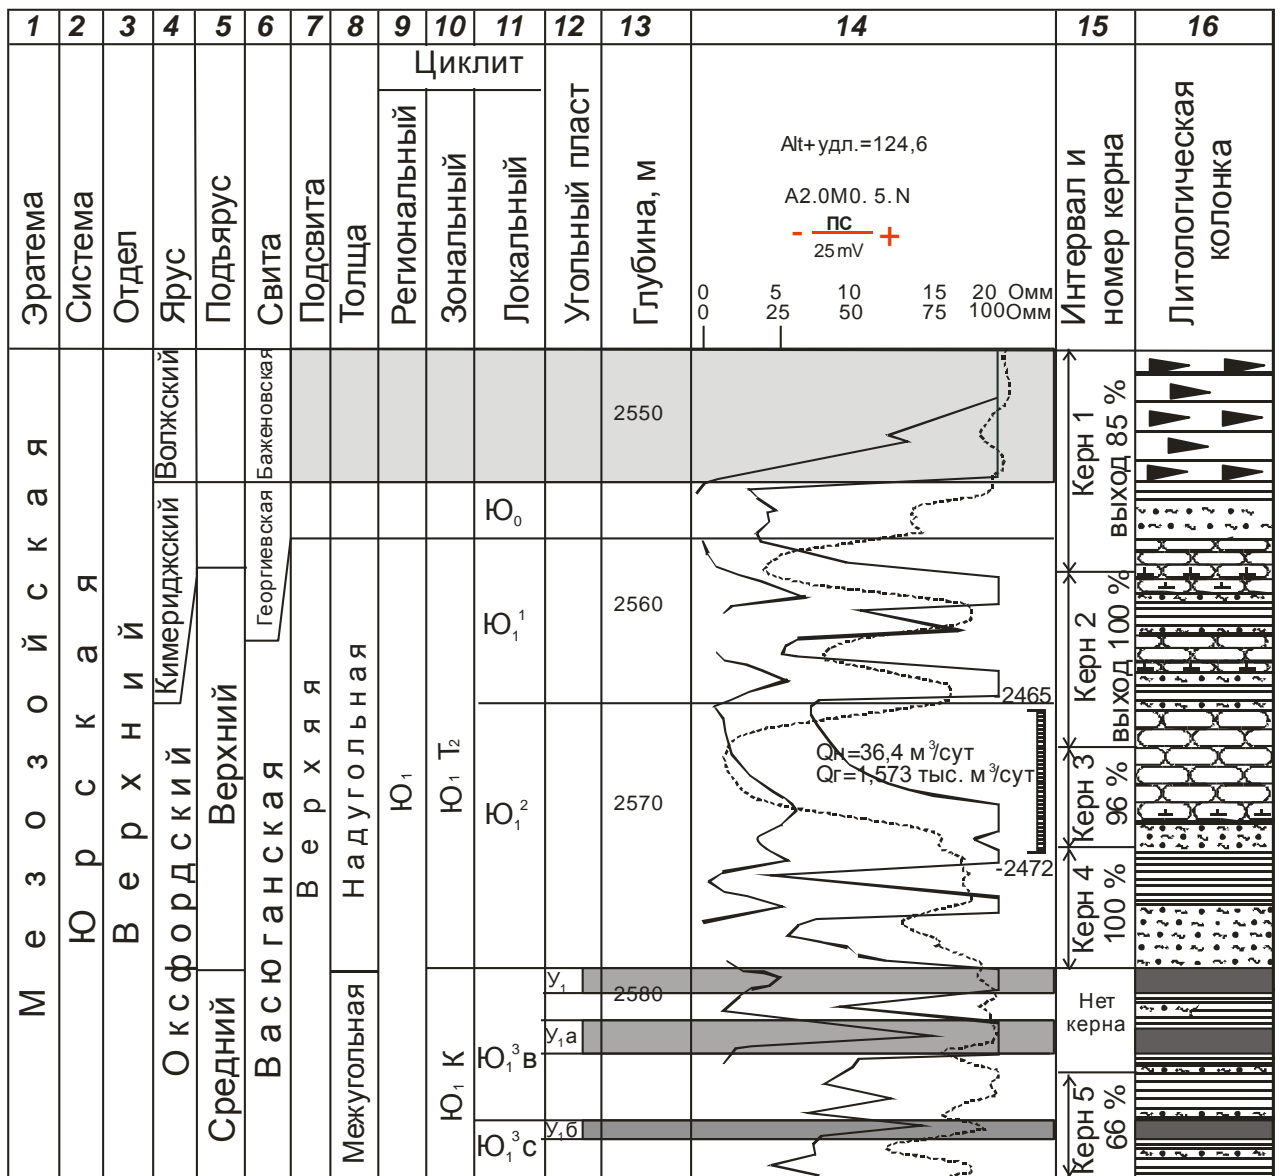 1 2 3 4 5 6 7 8 9 10 11 12 13 14 15 16
Эратема
Система
Отдел
Ярус
Подъярус
Свита
Подсвита
Толща
Циклит
Региональный
Зональный
Локальный
Угольный пласт
Глубина, м
Alt+удл.=124,6
A2.0M0. 5. N
- ПС +
25 mV
0 5 10 15 20 Омм
0 25 50 75 100Омм
Интервал и
номер керна
Литологическая
колонка
Мезозойская
Юрская
Верхний
Волжский
Кимериджский
Оксфордский
Верхний
Средний
Баженовская
Георгиевская
Васюганская
Верхяя
Надугольная
Межугольная
Ю₁
Ю₁ Т₂
Ю₁ К
Ю₀
Ю₁¹
Ю₁²
Ю₁³в
Ю₁³с
У₁
У₁а
У₁б
2550
2560
2570
2580
-2465
Qн=36,4 м³/сут
Qг=1,573 тыс. м³/сут
-2472
Керн 1
выход 85 %
Керн 2
выход 100 %
Керн 3
96 %
Керн 4
100 %
Нет
керна
Керн 5
66 %